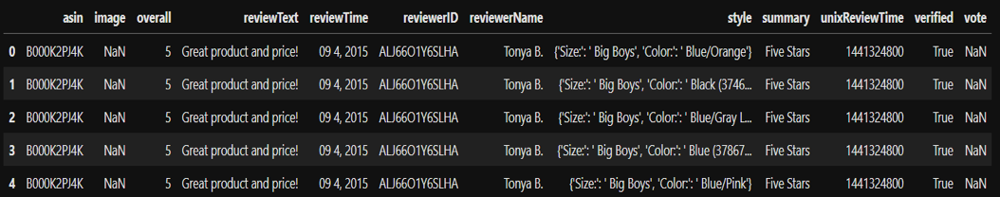 asin image overall reviewText reviewTime reviewerID reviewerName style summary unixReviewTime verified vote
0 B000K2PJ4K NaN 5 Great product and price! 09 4, 2015 ALJ66O1Y6SLHA Tonya B. {'Size:': ' Big Boys', 'Color:': ' Blue/Orange'} Five Stars 1441324800 True NaN
1 B000K2PJ4K NaN 5 Great product and price! 09 4, 2015 ALJ66O1Y6SLHA Tonya B. {'Size:': ' Big Boys', 'Color:': ' Black (3746... Five Stars 1441324800 True NaN
2 B000K2PJ4K NaN 5 Great product and price! 09 4, 2015 ALJ66O1Y6SLHA Tonya B. {'Size:': ' Big Boys', 'Color:': ' Blue/Gray L... Five Stars 1441324800 True NaN
3 B000K2PJ4K NaN 5 Great product and price! 09 4, 2015 ALJ66O1Y6SLHA Tonya B. {'Size:': ' Big Boys', 'Color:': ' Blue (37867... Five Stars 1441324800 True NaN
4 B000K2PJ4K NaN 5 Great product and price! 09 4, 2015 ALJ66O1Y6SLHA Tonya B. {'Size:': ' Big Boys', 'Color:': ' Blue/Pink'} Five Stars 1441324800 True NaN